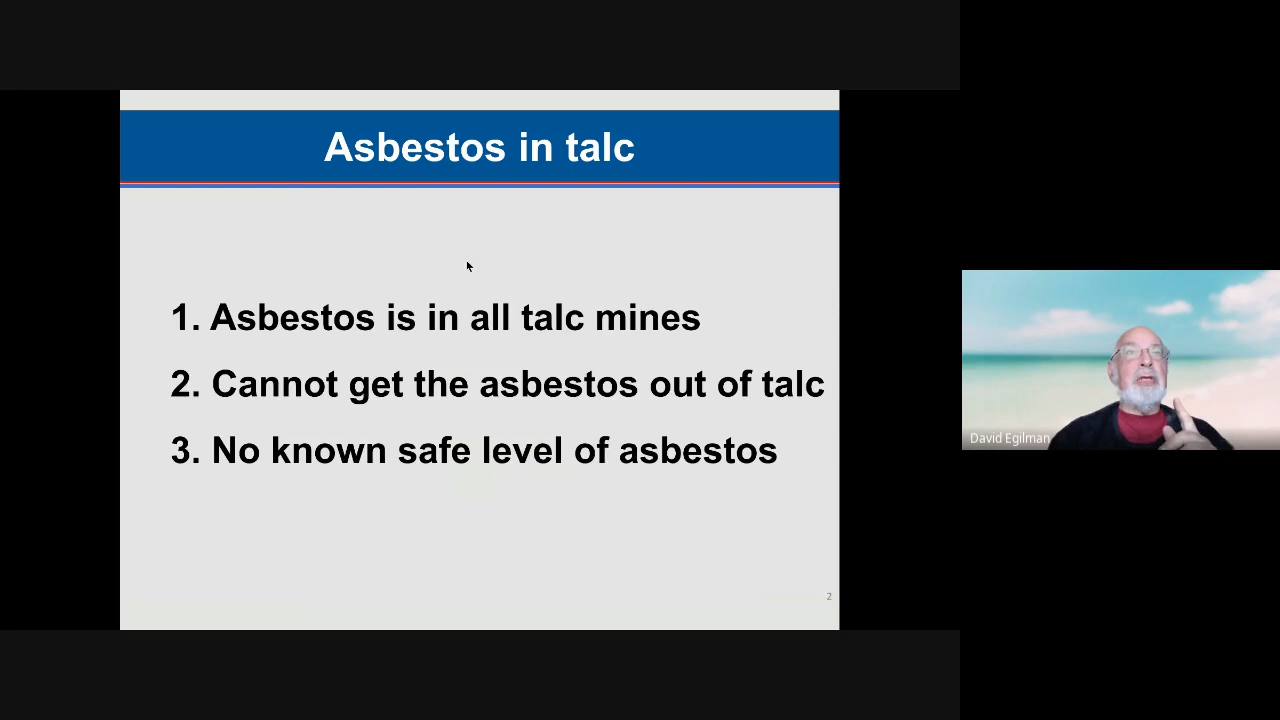 Asbestos in talc
1. Asbestos is in all talc mines
2. Cannot get the asbestos out of talc
3. No known safe level of asbestos
2
David Egilman